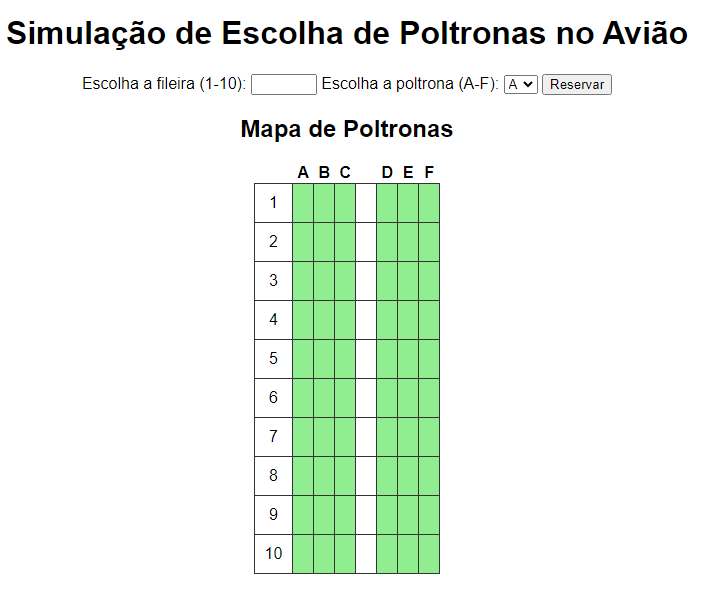 Simulação de Escolha de Poltronas no Avião
Escolha a fileira (1-10): Escolha a poltrona (A-F): A Reservar
Mapa de Poltronas
A B C D E F
1
2
3
4
5
6
7
8
9
10